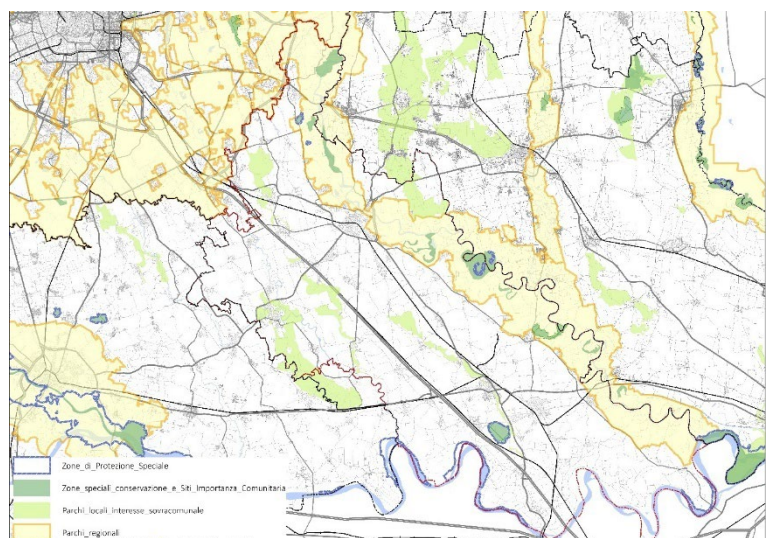 Zone_di_Protezione_Speciale
Zone_speciali_conservazione_e_Siti_Importanza_Comunitaria
Parchi_locali_interesse_sovracomunale
Parchi_regionali